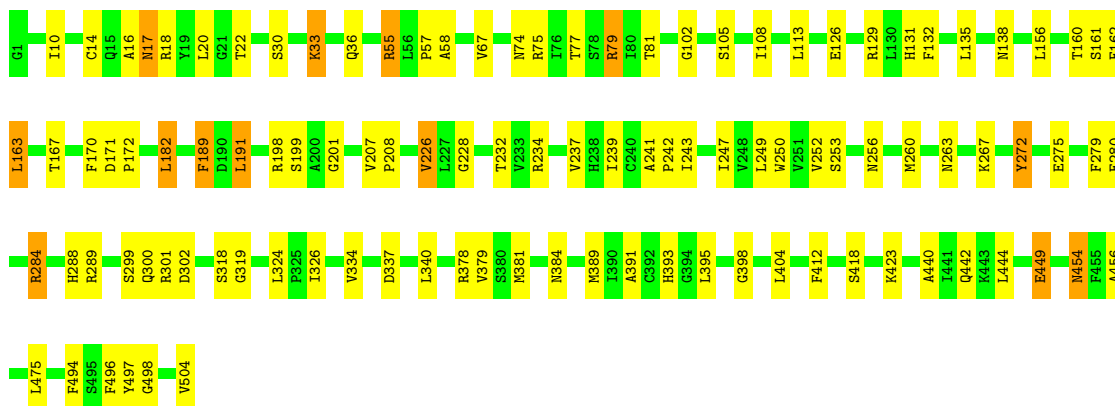 G1 I10 C14 Q15 A16 N17 R18 Y19 L20 G21 T22 S30 K33 Q36 R55 L56 P57 A58 V67 N74 R75 I76 T77 S78 R79 I80 T81 G102 S105 I108 L113 E126 R129 L130 H131 F132 L135 N138 L156 T160 S161
L163 T167 F170 D171 P172 L182 F189 D190 L191 R198 S199 A200 G201 V207 P208 V226 L227 G228 T232 V233 R234 V237 H238 I239 C240 A241 P242 I243 I247 V248 L249 W250 V251 V252 S253 N256 M260 N263 K267 Y272 E275 F279
R284 H288 R289 S299 Q300 R301 D302 S318 G319 L324 P325 I326 V334 D337 L340 R378 V379 S380 M381 N384 M389 I390 A391 C392 H393 G394 L395 G398 L404 F412 S418 K423 A440 I441 Q442 K443 L444 E449 N454 F455
L475 F494 S495 F496 Y497 G498 V504